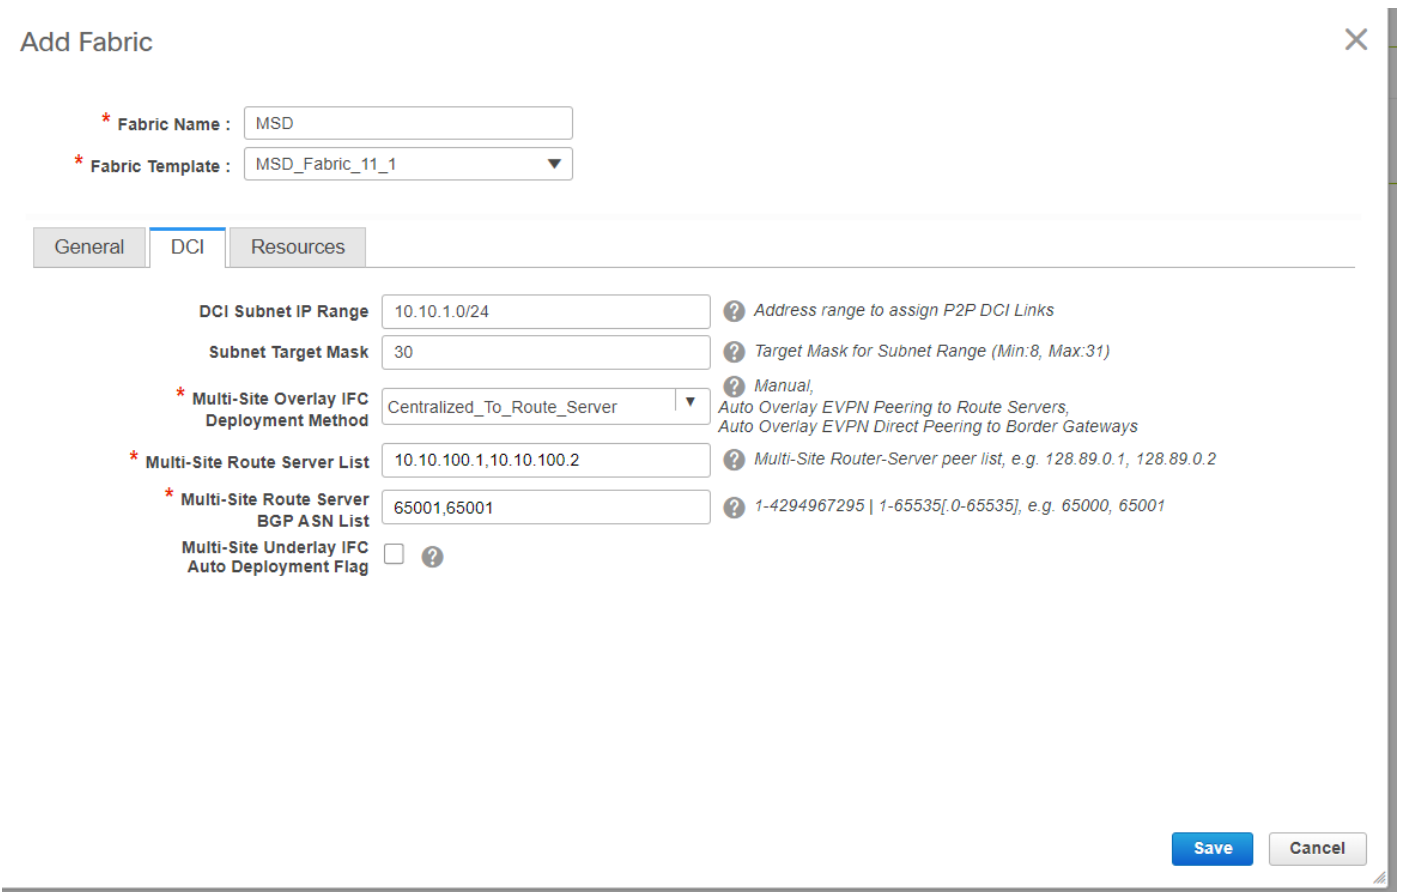 Add Fabric
* Fabric Name : MSD
* Fabric Template : MSD_Fabric_11_1
General DCI Resources
DCI Subnet IP Range 10.10.1.0/24 ? Address range to assign P2P DCI Links
Subnet Target Mask 30 ? Target Mask for Subnet Range (Min:8, Max:31)
* Multi-Site Overlay IFC
Deployment Method
Centralized_To_Route_Server
? Manual,
Auto Overlay EVPN Peering to Route Servers,
Auto Overlay EVPN Direct Peering to Border Gateways
* Multi-Site Route Server List 10.10.100.1,10.10.100.2 ? Multi-Site Router-Server peer list, e.g. 128.89.0.1, 128.89.0.2
* Multi-Site Route Server
BGP ASN List
65001,65001
? 1-4294967295 | 1-65535[.0-65535], e.g. 65000, 65001
Multi-Site Underlay IFC
Auto Deployment Flag
?
Save Cancel